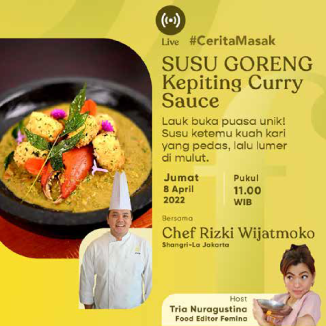 Live #CeritaMasak
SUSU GORENG
Kepiting Curry
Sauce
Lauk buka puasa unik!
Susu ketemu kuah kari
yang pedas, lalu lumer
di mulut.
Jumat
8 April
2022
Pukul
11.00
WIB
Bersama
Chef Rizki Wijatmoko
Shangri-La Jakarta
Host
Tria Nuragustina
Food Editor Femina